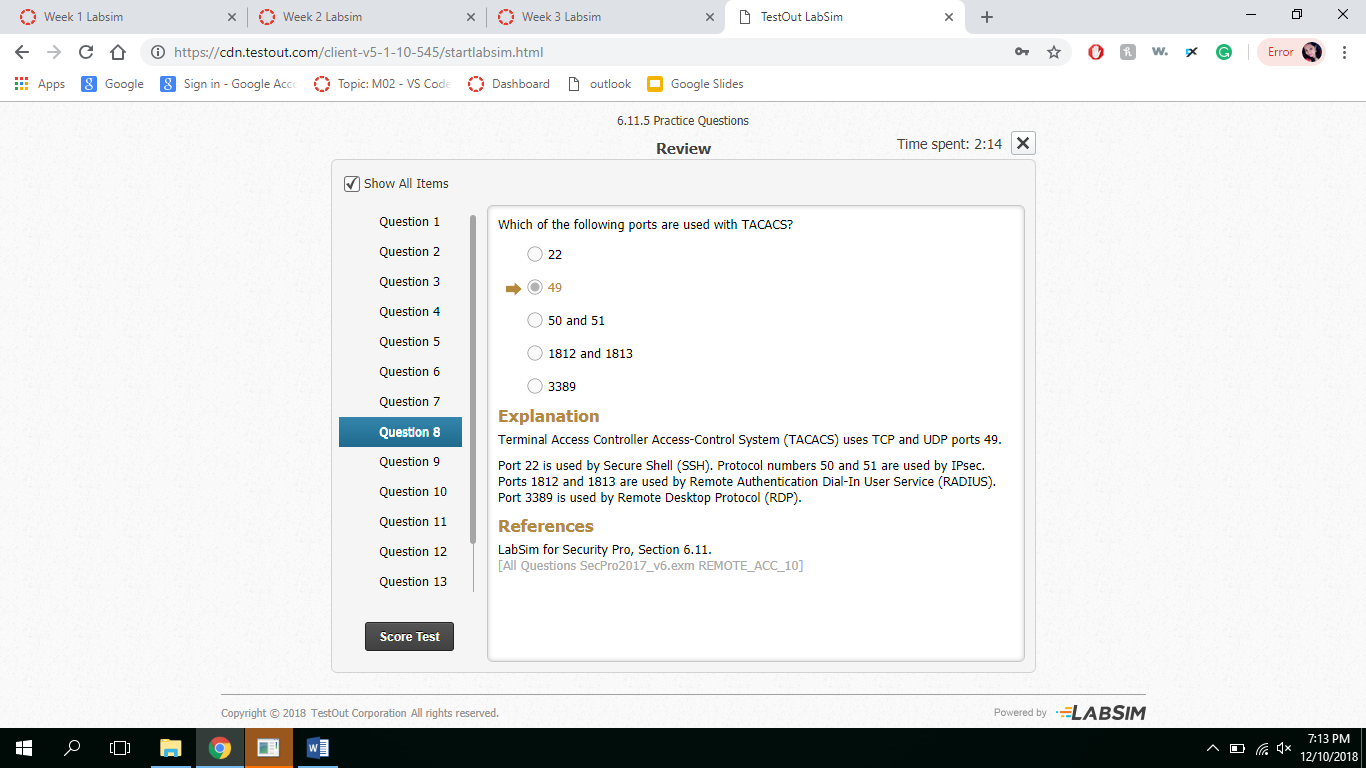 Week 1 Labsim
Week 2 Labsim
Week 3 Labsim
TestOut LabSim
https://cdn.testout.com/client-v5-1-10-545/startlabsim.html
Error
Apps
Google
Sign in - Google Acco
Topic: M02 - VS Code
Dashboard
outlook
Google Slides
6.11.5 Practice Questions
Review
Time spent: 2:14
Show All Items
Question 1
Question 2
Question 3
Question 4
Question 5
Question 6
Question 7
Question 8
Question 9
Question 10
Question 11
Question 12
Question 13
Score Test
Which of the following ports are used with TACACS?
22
49
50 and 51
1812 and 1813
3389
Explanation
Terminal Access Controller Access-Control System (TACACS) uses TCP and UDP ports 49.
Port 22 is used by Secure Shell (SSH). Protocol numbers 50 and 51 are used by IPsec.
Ports 1812 and 1813 are used by Remote Authentication Dial-In User Service (RADIUS).
Port 3389 is used by Remote Desktop Protocol (RDP).
References
LabSim for Security Pro, Section 6.11.
[All Questions SecPro2017_v6.exm REMOTE_ACC_10]
Copyright © 2018 TestOut Corporation All rights reserved.
Powered by LABSIM
7:13 PM
12/10/2018